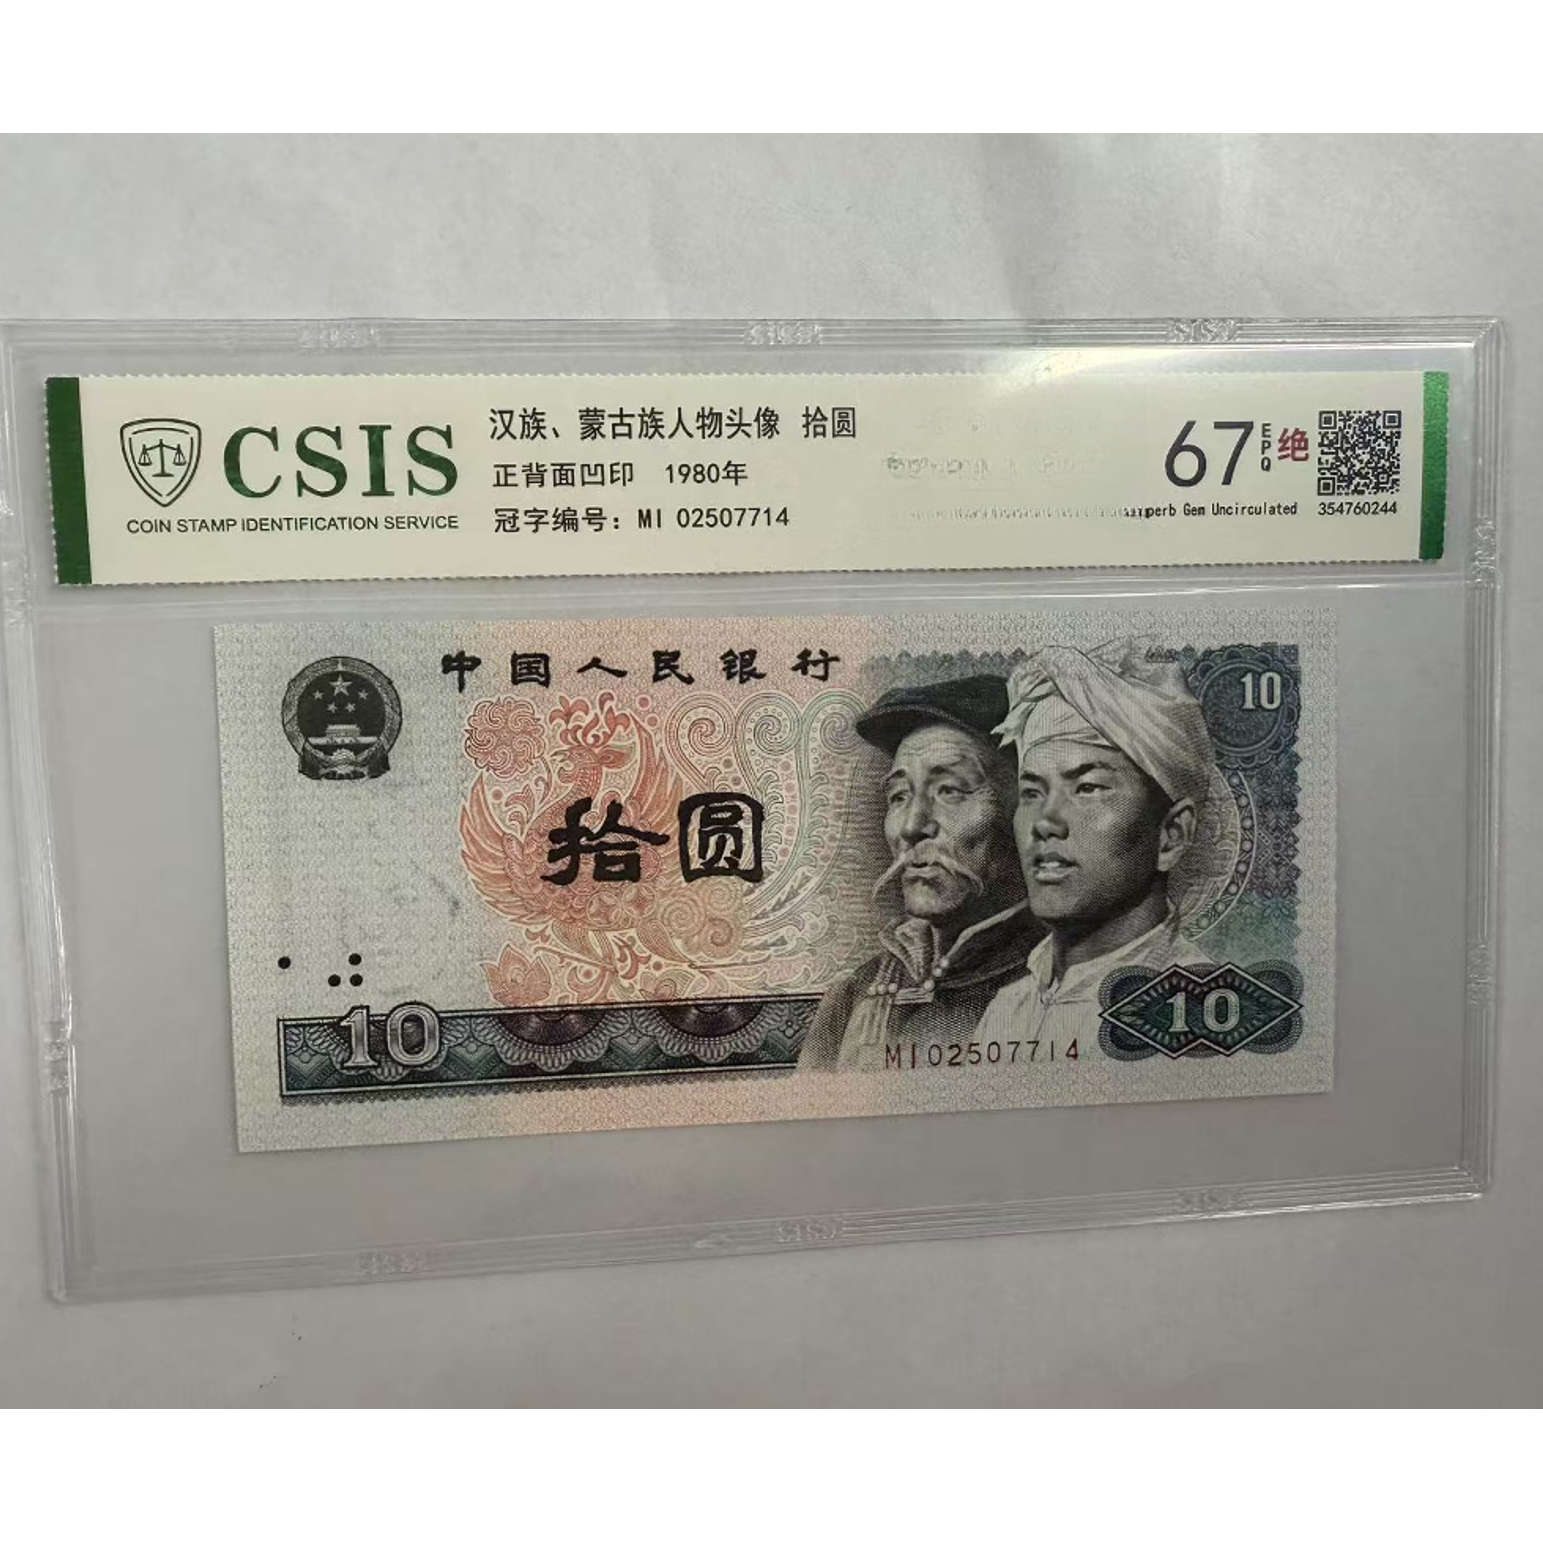 CSIS
COIN STAMP IDENTIFICATION SERVICE
汉族、蒙古族人物头像 拾圆
正背面凹印 1980年
冠字编号：MI 02507714
67 EPQ 绝
Gem Uncirculated
354760244
中国人民银行
10
拾圆
10
10
MI02507714